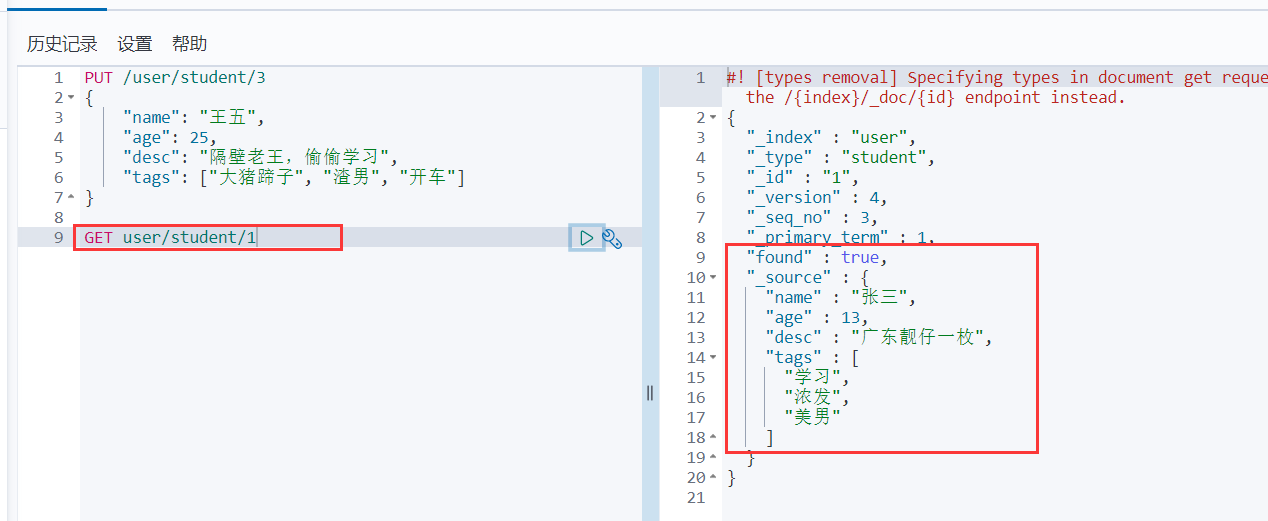 历史记录 设置 帮助
1 PUT /user/student/3
2 {
3 "name": "王五",
4 "age": 25,
5 "desc": "隔壁老王，偷偷学习",
6 "tags": ["大猪蹄子", "渣男", "开车"]
7 }
8
9 GET user/student/1
1 #! [types removal] Specifying types in document get reque
the /{index}/_doc/{id} endpoint instead.
2 {
3 "_index" : "user",
4 "_type" : "student",
5 "_id" : "1",
6 "_version" : 4,
7 "_seq_no" : 3,
8 "_primary_term" : 1,
9 "found" : true,
10 "_source" : {
11 "name" : "张三",
12 "age" : 13,
13 "desc" : "广东靓仔一枚",
14 "tags" : [
15 "学习",
16 "浓发",
17 "美男"
18 ]
19 }
20 }
21